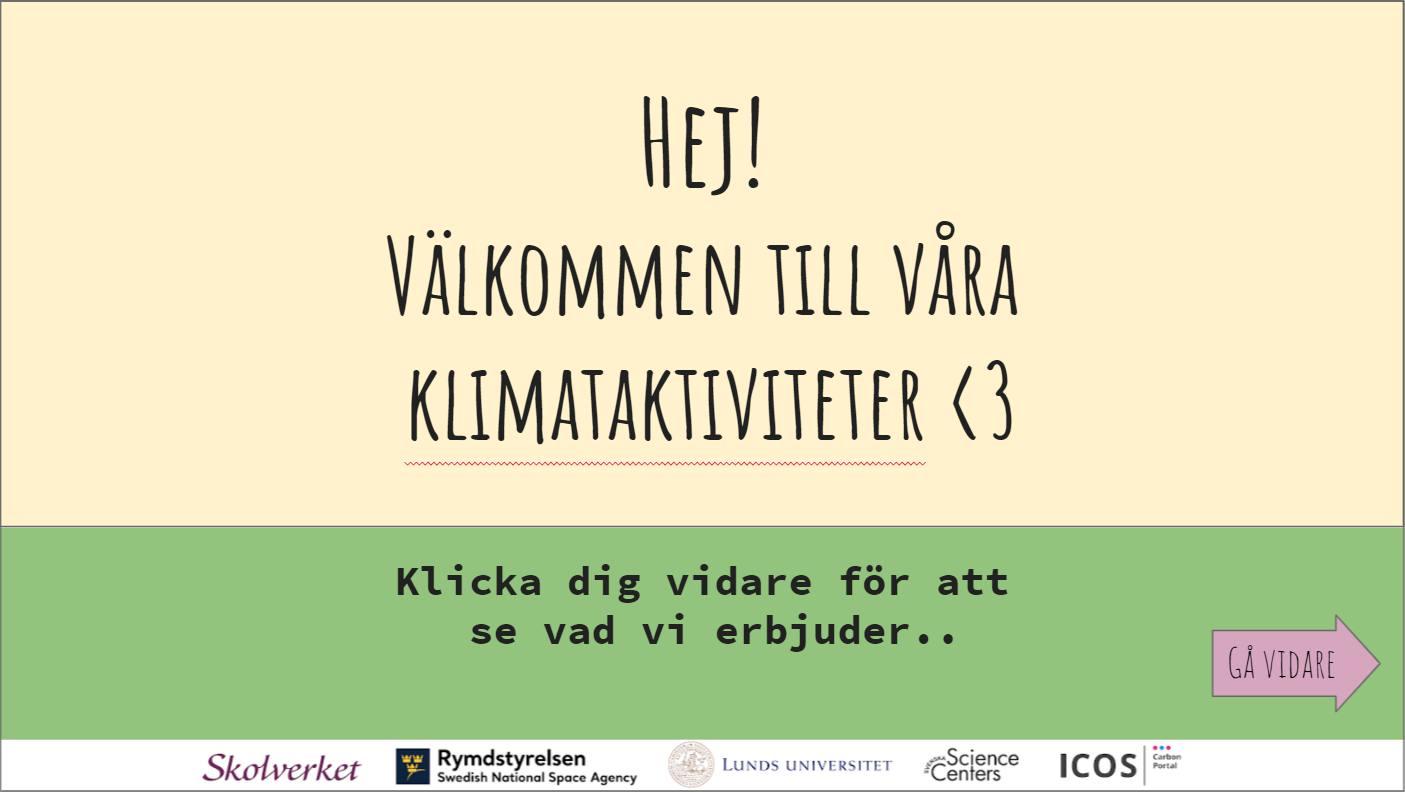 Hej!
Välkommen till våra
klimataktiviteter <3
Klicka dig vidare för att
se vad vi erbjuder..
Gå vidare
Skolverket
Rymdstyrelsen
Swedish National Space Agency
LUNDS UNIVERSITET
SVENSKA Science
Centers
ICOS
Carbon
Portal